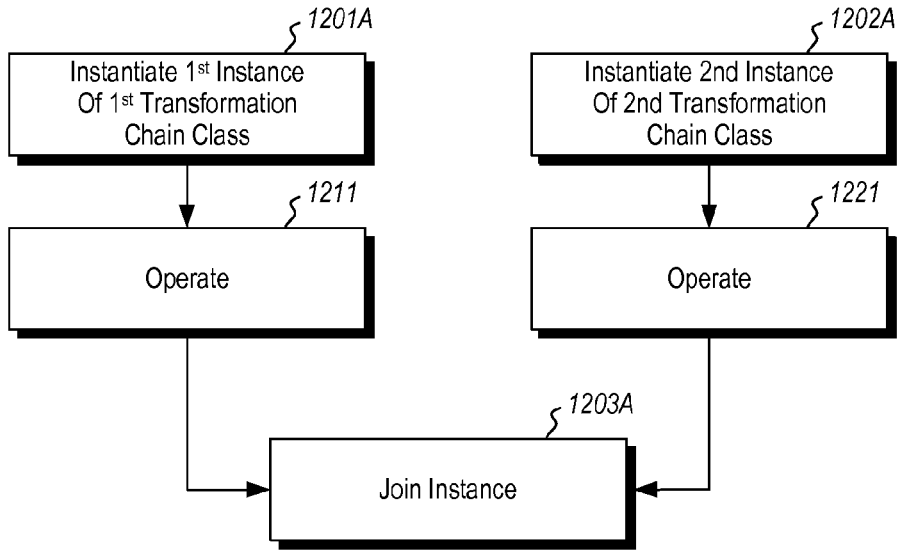 1201A
Instantiate 1st Instance
Of 1st Transformation
Chain Class
1202A
Instantiate 2nd Instance
Of 2nd Transformation
Chain Class
1211
Operate
1221
Operate
1203A
Join Instance